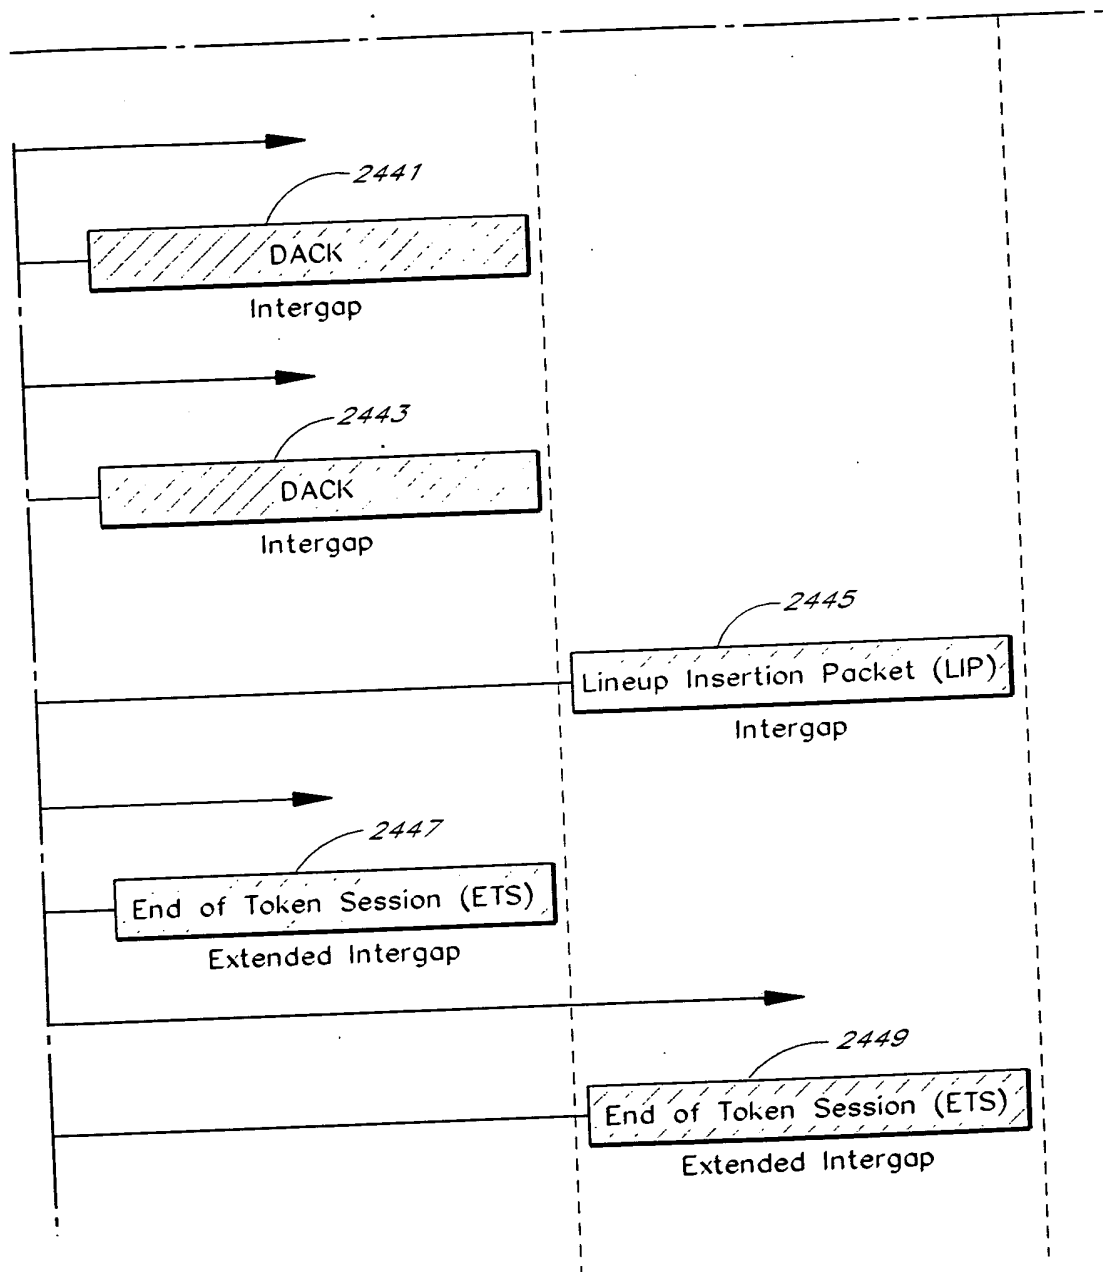 2441
DACK
Intergap
2443
DACK
Intergap
2445
Lineup Insertion Packet (LIP)
Intergap
2447
End of Token Session (ETS)
Extended Intergap
2449
End of Token Session (ETS)
Extended Intergap